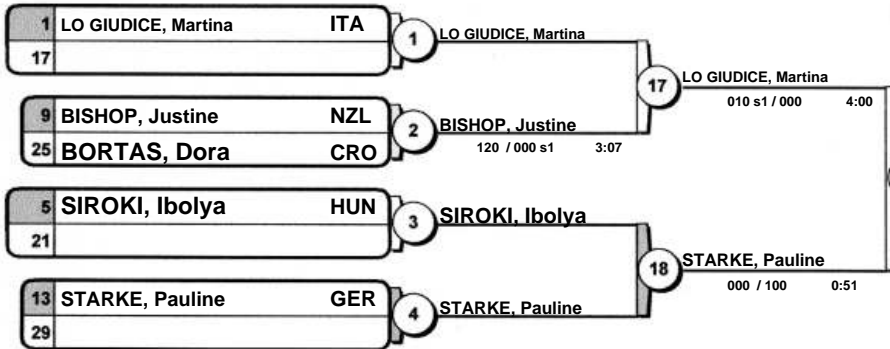 1 LO GIUDICE, Martina ITA
17
1 LO GIUDICE, Martina
9 BISHOP, Justine NZL
25 BORTAS, Dora CRO
2 BISHOP, Justine
120 / 000 s1 3:07
17 LO GIUDICE, Martina
010 s1 / 000 4:00
5 SIROKI, Ibolya HUN
21
3 SIROKI, Ibolya
13 STARKE, Pauline GER
29
4 STARKE, Pauline
18 STARKE, Pauline
000 / 100 0:51